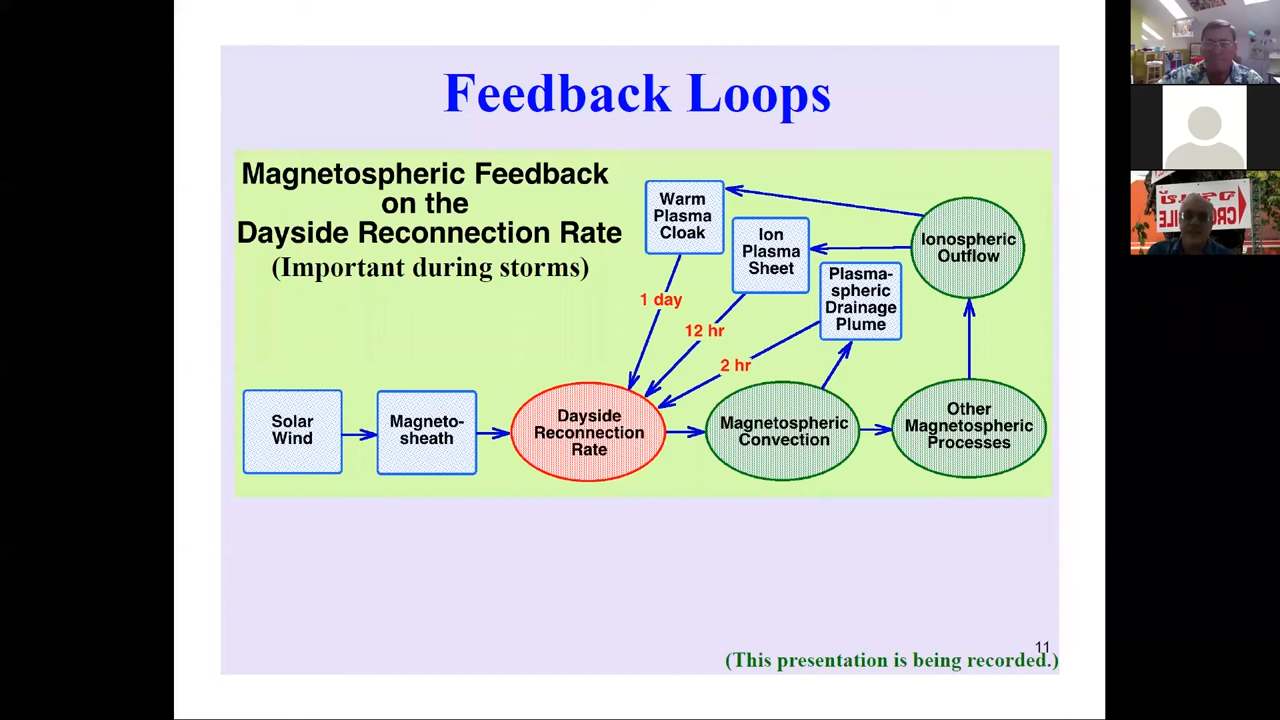 Feedback Loops
Magnetospheric Feedback
on the
Dayside Reconnection Rate
(Important during storms)
Warm
Plasma
Cloak
Ion
Plasma
Sheet
Plasma-
spheric
Drainage
Plume
Ionospheric
Outflow
1 day
12 hr
2 hr
Solar
Wind
Magneto-
sheath
Dayside
Reconnection
Rate
Magnetospheric
Convection
Other
Magnetospheric
Processes
11
(This presentation is being recorded.)